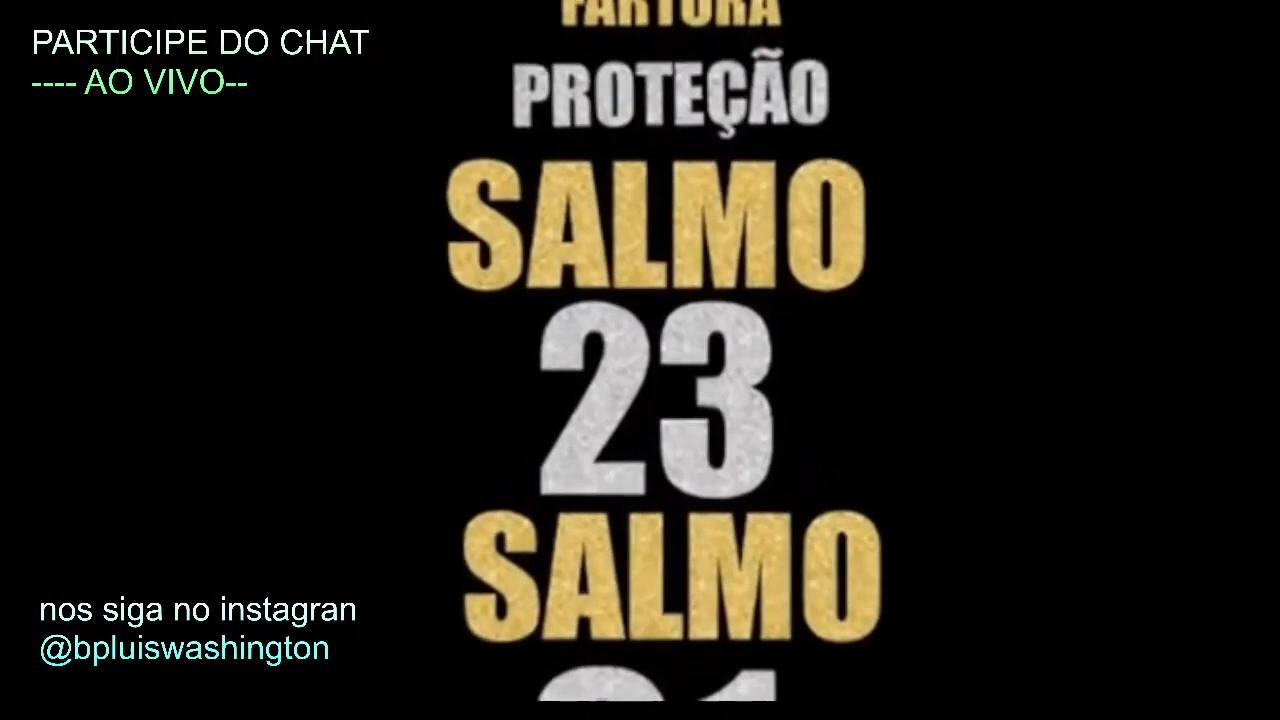 PARTICIPE DO CHAT
---- AO VIVO--
FARTURA
PROTEÇÃO
SALMO
23
SALMO
nos siga no instagran
@bpluiswashington